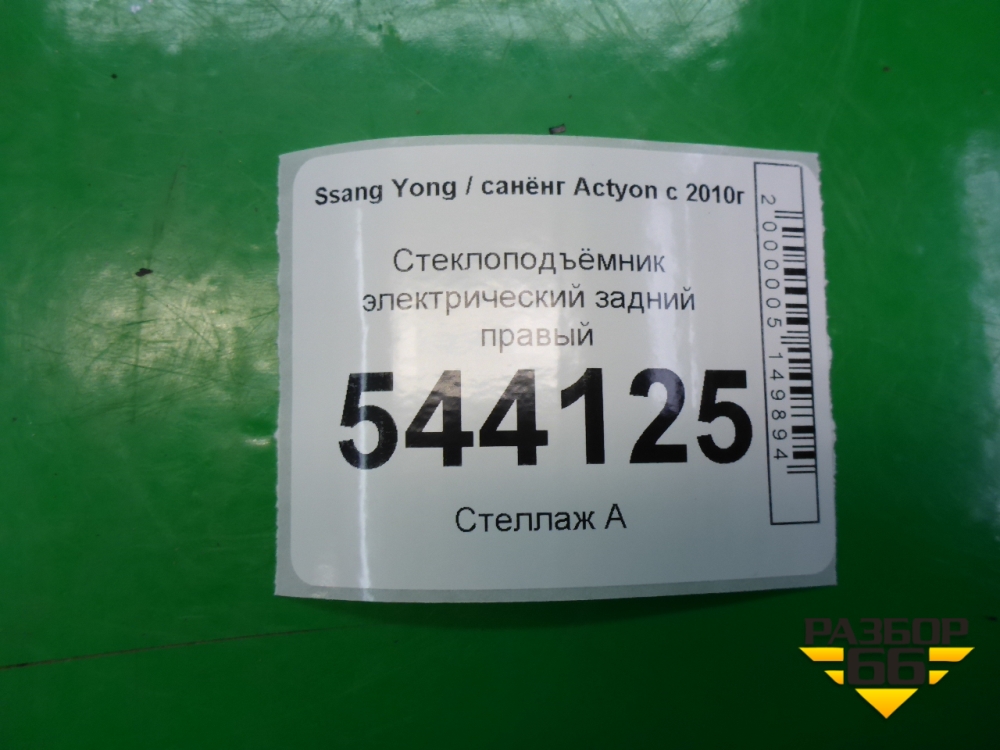 Ssang Yong / санёнг Actyon с 2010г
Стеклоподъёмник
электрический задний
правый
544125
Стеллаж А
2000005149894
РАЗБОР
66